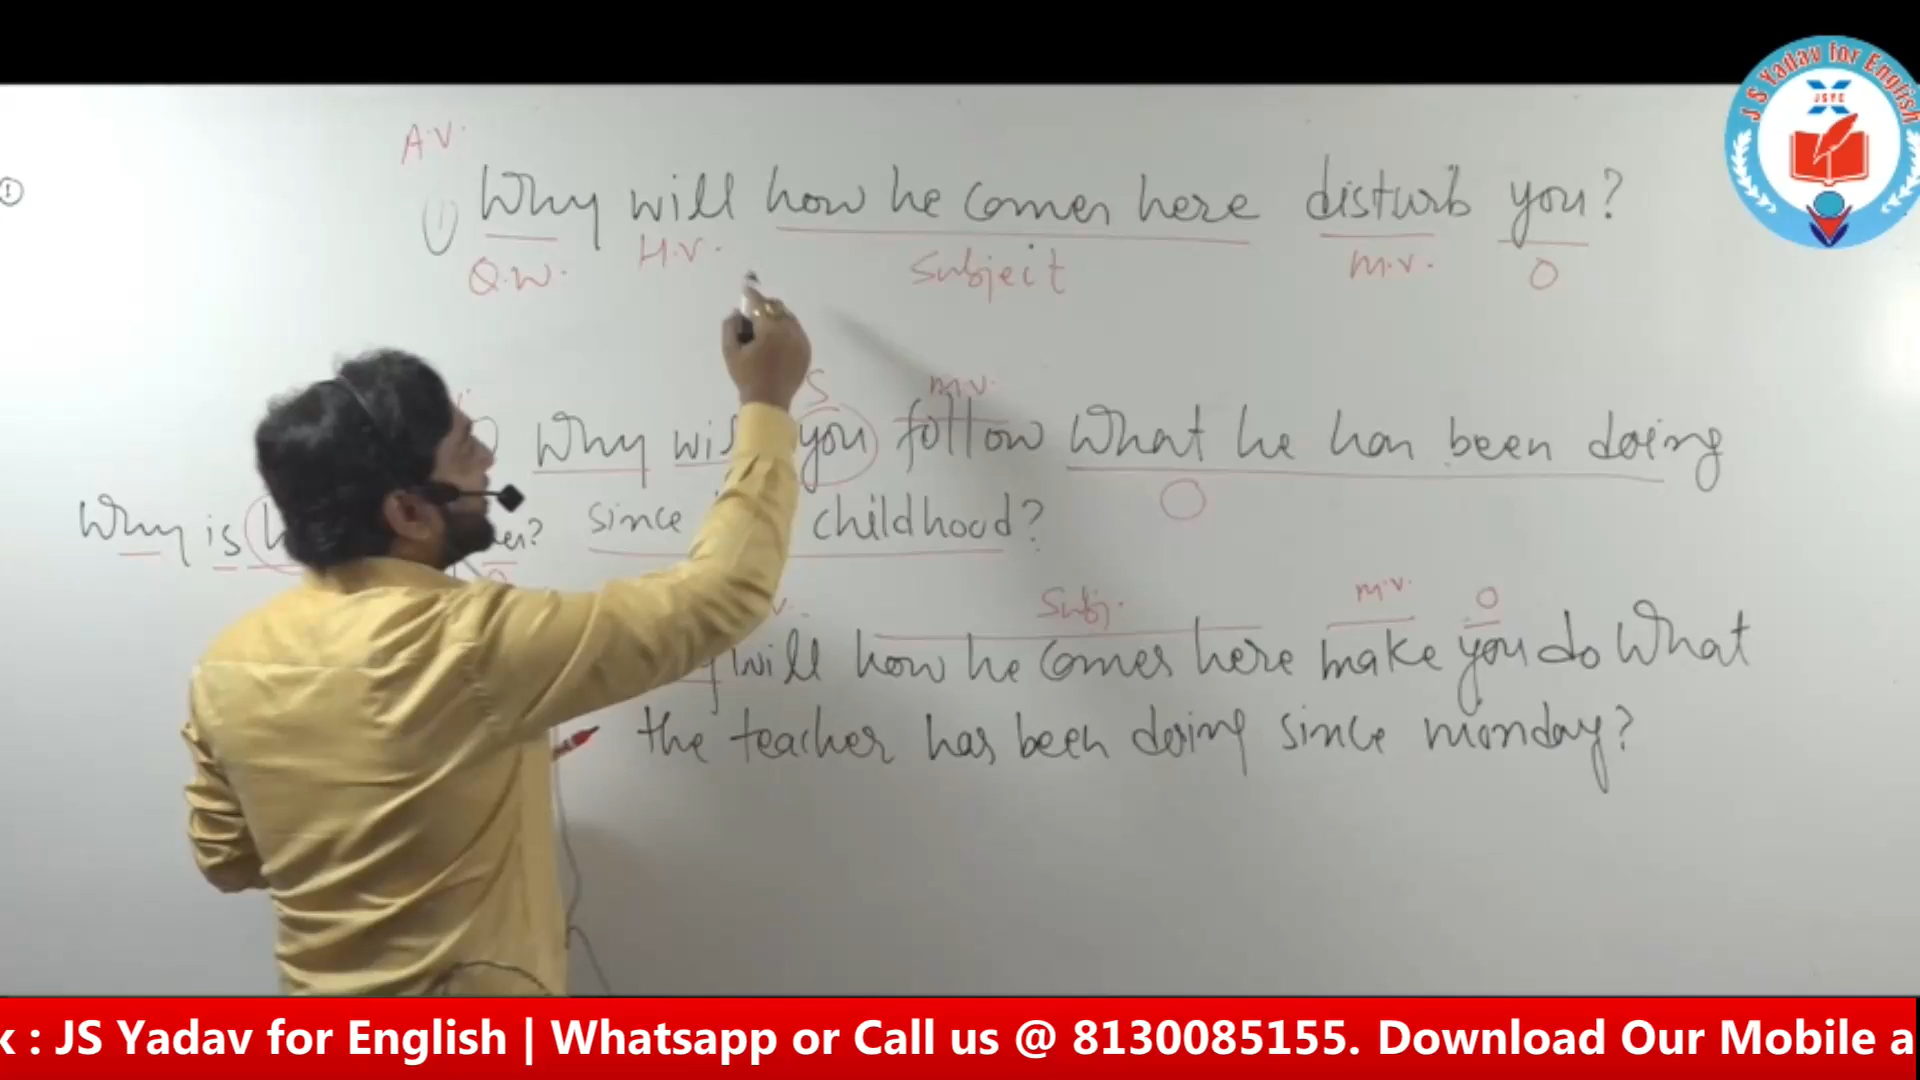 J S Yadav for English
JSYE
A.V.
① Why will how he comes here disturb you?
Q.W. H.V. Subject M.V. O
S M.V.
Why will you follow What he has been doing
O
since childhood?
Why is
Subj. M.V. O
will how he comes here make you do What
the teacher has been doing since monday?
k : JS Yadav for English | Whatsapp or Call us @ 8130085155. Download Our Mobile a